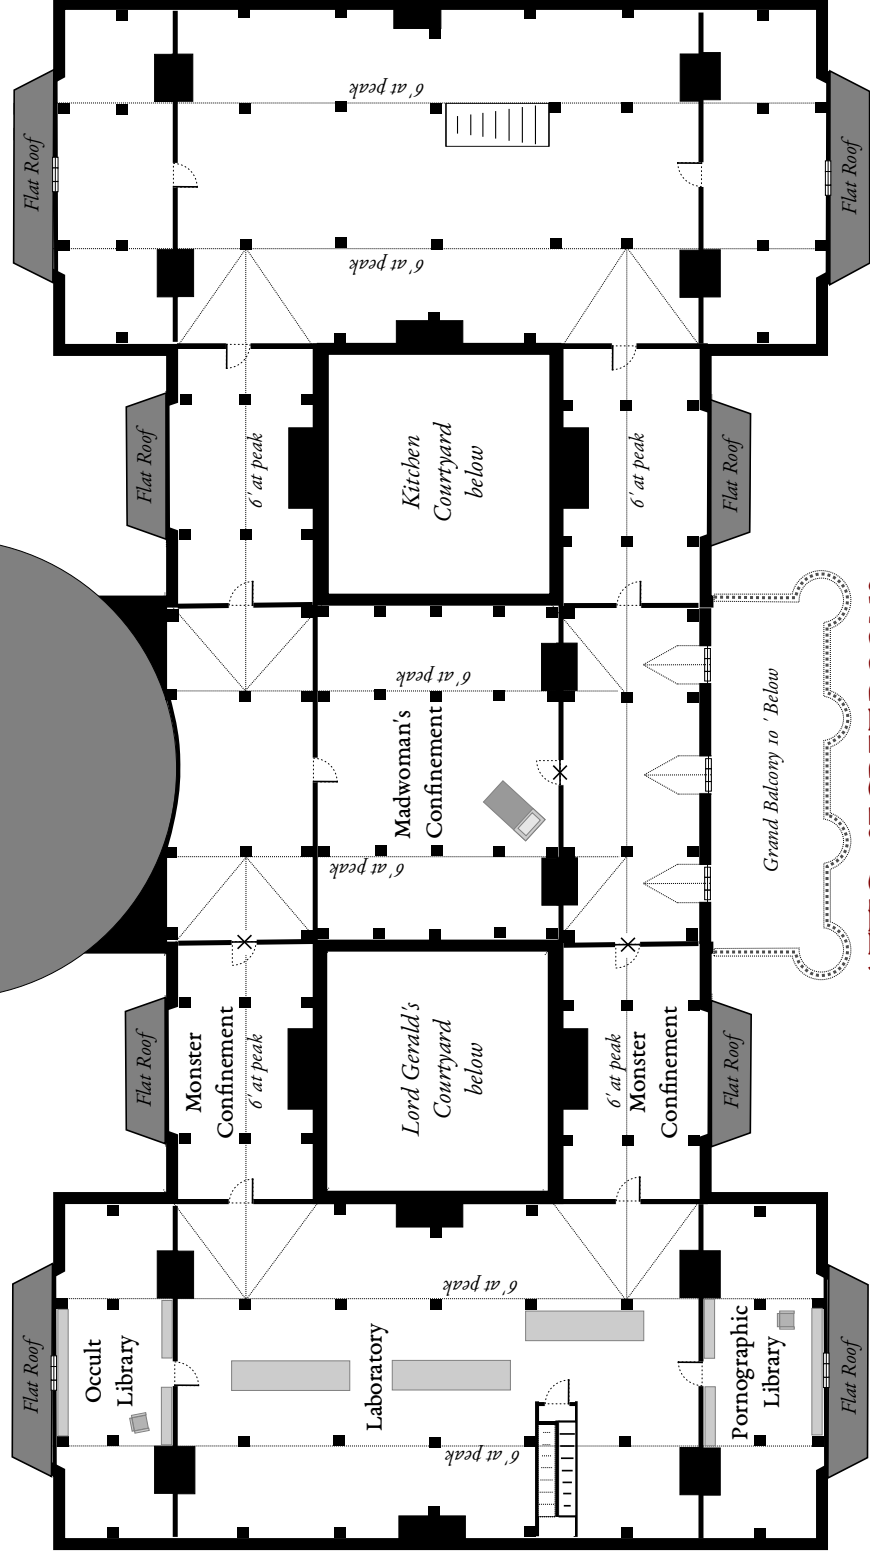 6' at peak
Flat Roof
Flat Roof
6' at peak
Flat Roof
6' at peak
Kitchen
Courtyard
below
6' at peak
Flat Roof
6' at peak
Madwoman's
Confinement
Grand Balcony 10 ' Below
6' at peak
Flat Roof
Monster
Confinement
6' at peak
Lord Gerald's
Courtyard
below
6' at peak
Monster
Confinement
Flat Roof
6' at peak
Flat Roof
Occult
Library
Laboratory
Pornographic
Library
Flat Roof
6' at peak